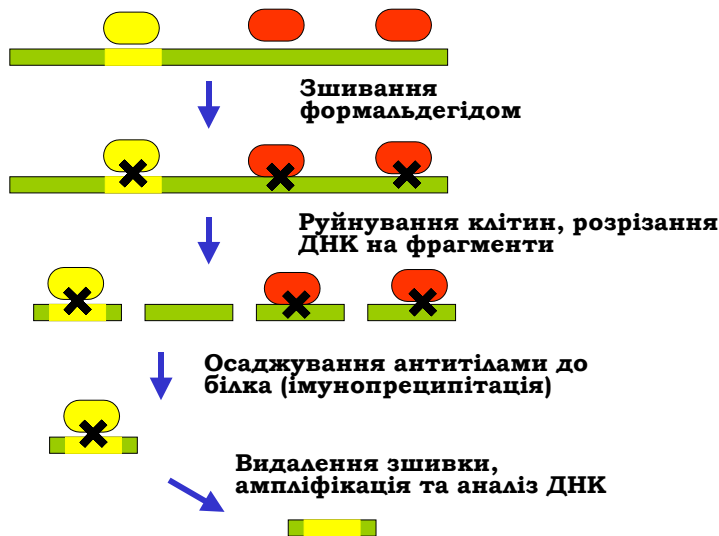 Зшивання
формальдегідом
Руйнування клітин, розрізання
ДНК на фрагменти
Осаджування антитілами до
білка (імунопреципітація)
Видалення зшивки,
ампліфікація та аналіз ДНК